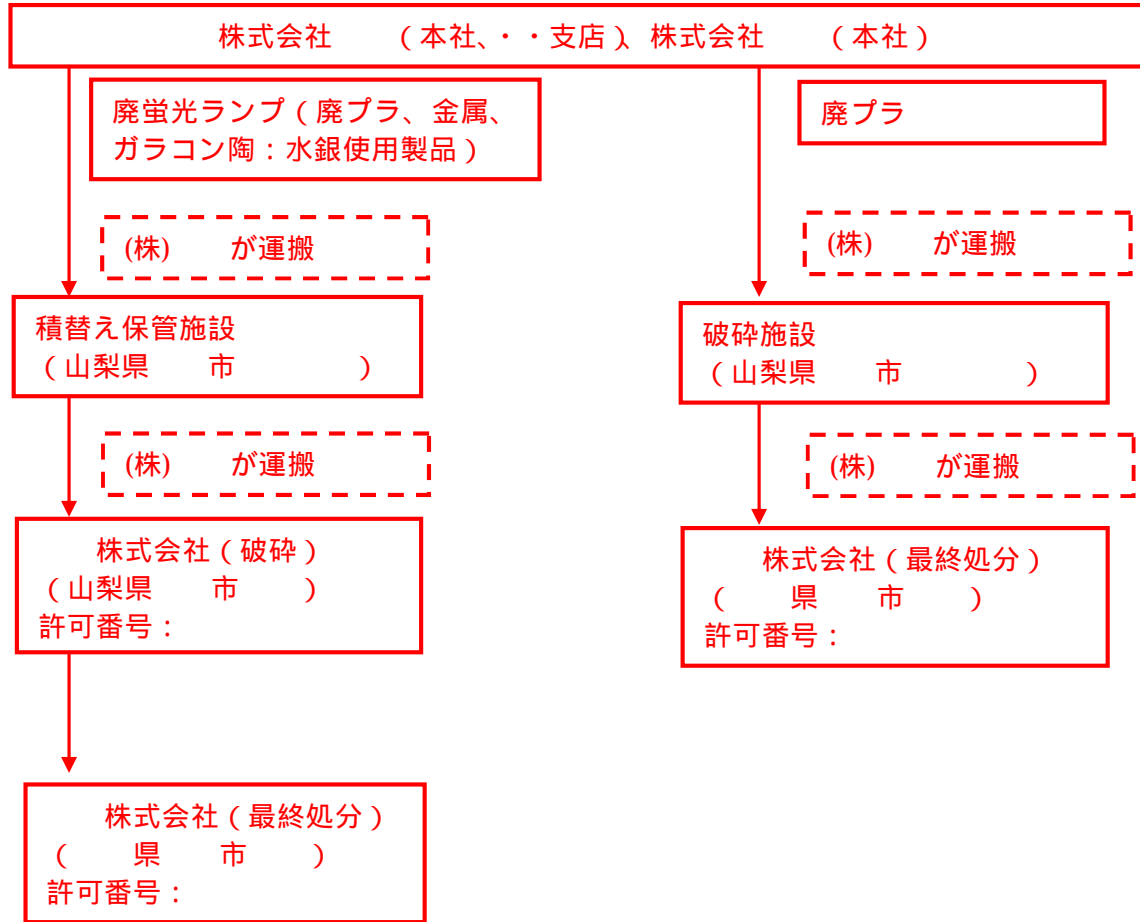 株式会社　　（本社、・・支店）、株式会社　　（本社）
廃蛍光ランプ（廃プラ、金属、
ガラコン陶：水銀使用製品）
廃プラ
(株)　　が運搬
(株)　　が運搬
積替え保管施設
（山梨県　　市　　　　）
破砕施設
（山梨県　　市　　　　）
(株)　　が運搬
(株)　　が運搬
株式会社（破砕）
（山梨県　　市　　）
許可番号：
株式会社（最終処分）
（　　県　　市　　）
許可番号：
株式会社（最終処分）
（　　県　　市　　）
許可番号：